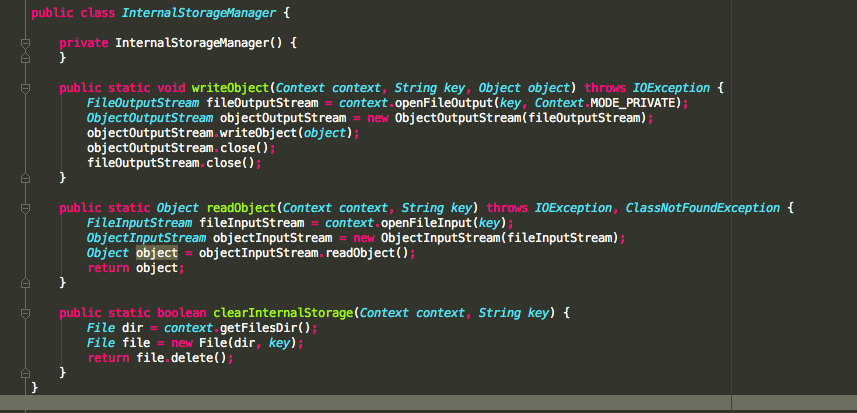 public class InternalStorageManager {
private InternalStorageManager() {
}
public static void writeObject(Context context, String key, Object object) throws IOException {
FileOutputStream fileOutputStream = context.openFileOutput(key, Context.MODE_PRIVATE);
ObjectOutputStream objectOutputStream = new ObjectOutputStream(fileOutputStream);
objectOutputStream.writeObject(object);
objectOutputStream.close();
fileOutputStream.close();
}
public static Object readObject(Context context, String key) throws IOException, ClassNotFoundException {
FileInputStream fileInputStream = context.openFileInput(key);
ObjectInputStream objectInputStream = new ObjectInputStream(fileInputStream);
Object object = objectInputStream.readObject();
return object;
}
public static boolean clearInternalStorage(Context context, String key) {
File dir = context.getFilesDir();
File file = new File(dir, key);
return file.delete();
}
}